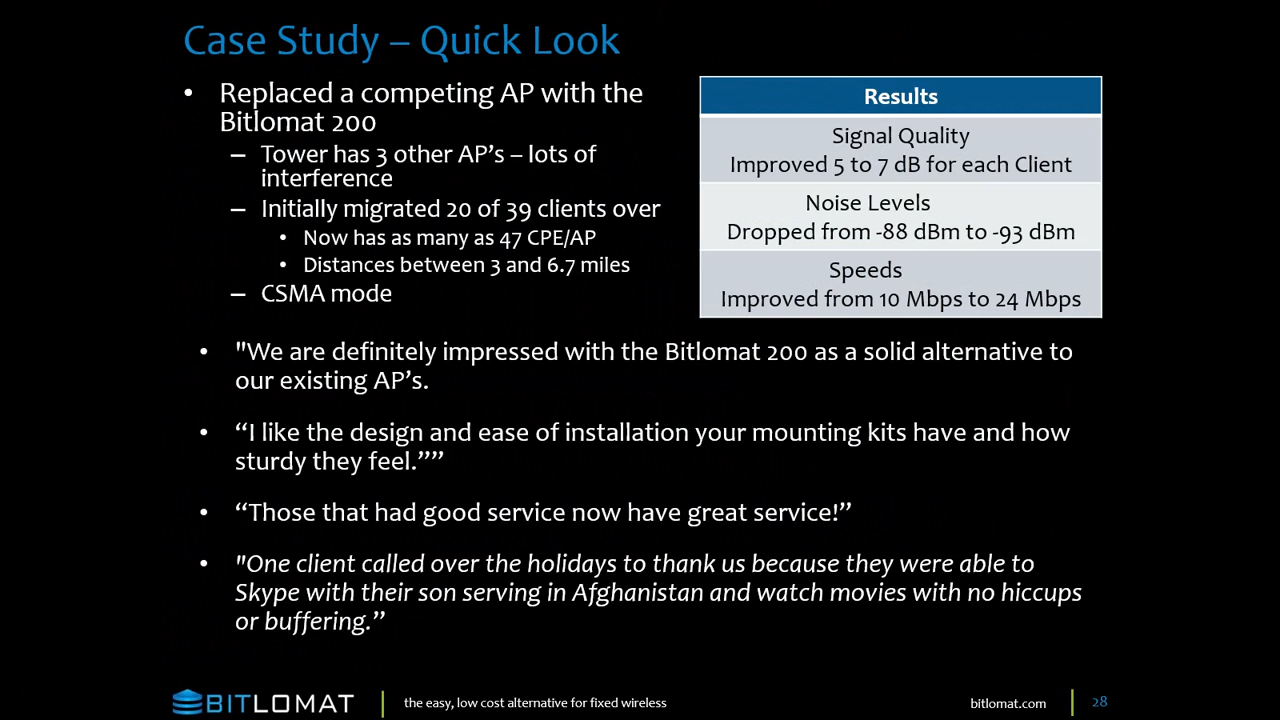 Case Study – Quick Look
• Replaced a competing AP with the
Bitlomat 200
– Tower has 3 other AP’s – lots of
interference
– Initially migrated 20 of 39 clients over
• Now has as many as 47 CPE/AP
• Distances between 3 and 6.7 miles
– CSMA mode
Results
Signal Quality
Improved 5 to 7 dB for each Client
Noise Levels
Dropped from -88 dBm to -93 dBm
Speeds
Improved from 10 Mbps to 24 Mbps
• "We are definitely impressed with the Bitlomat 200 as a solid alternative to
our existing AP’s.
• “I like the design and ease of installation your mounting kits have and how
sturdy they feel.””
• “Those that had good service now have great service!”
• "One client called over the holidays to thank us because they were able to
Skype with their son serving in Afghanistan and watch movies with no hiccups
or buffering.”
BITLOMAT
the easy, low cost alternative for fixed wireless
bitlomat.com
28